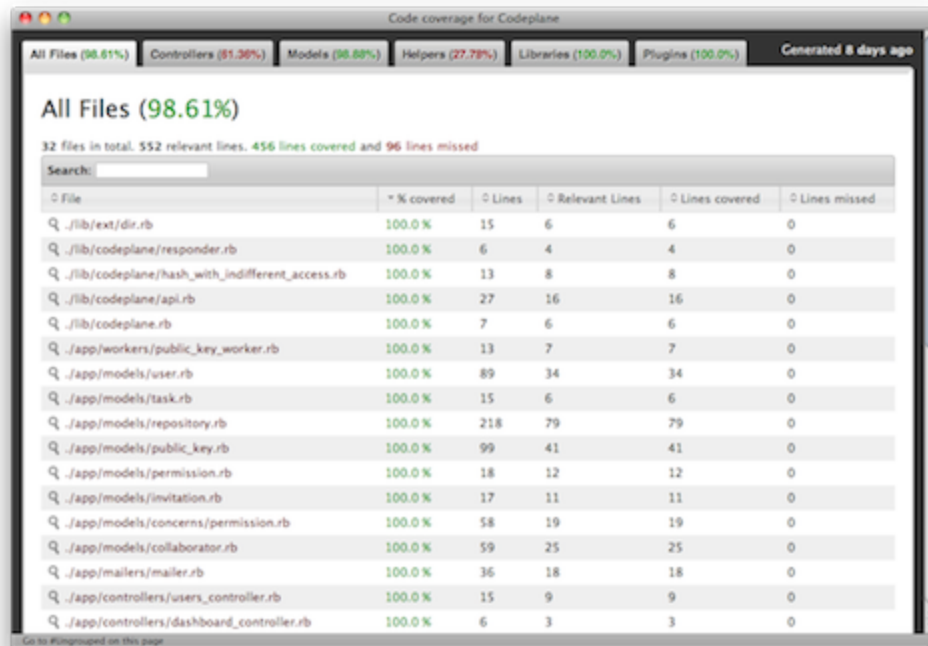 Code coverage for Codeplane
All Files (98.61%) Controllers (61.36%) Models (98.88%) Helpers (27.78%) Libraries (100.0%) Plugins (100.0%) Generated 8 days ago
All Files (98.61%)
32 files in total. 552 relevant lines. 456 lines covered and 96 lines missed
Search:
File % covered Lines Relevant Lines Lines covered Lines missed
./lib/ext/dir.rb 100.0 % 15 6 6 0
./lib/codeplane/responder.rb 100.0 % 6 4 4 0
./lib/codeplane/hash_with_indifferent_access.rb 100.0 % 13 8 8 0
./lib/codeplane/api.rb 100.0 % 27 16 16 0
./lib/codeplane.rb 100.0 % 7 6 6 0
./app/workers/public_key_worker.rb 100.0 % 13 7 7 0
./app/models/user.rb 100.0 % 89 34 34 0
./app/models/task.rb 100.0 % 15 6 6 0
./app/models/repository.rb 100.0 % 218 79 79 0
./app/models/public_key.rb 100.0 % 99 41 41 0
./app/models/permission.rb 100.0 % 18 12 12 0
./app/models/invitation.rb 100.0 % 17 11 11 0
./app/models/concerns/permission.rb 100.0 % 58 19 19 0
./app/models/collaborator.rb 100.0 % 59 25 25 0
./app/mailers/mailer.rb 100.0 % 36 18 18 0
./app/controllers/users_controller.rb 100.0 % 15 9 9 0
./app/controllers/dashboard_controller.rb 100.0 % 6 3 3 0
Go to #Ungrouped on this page